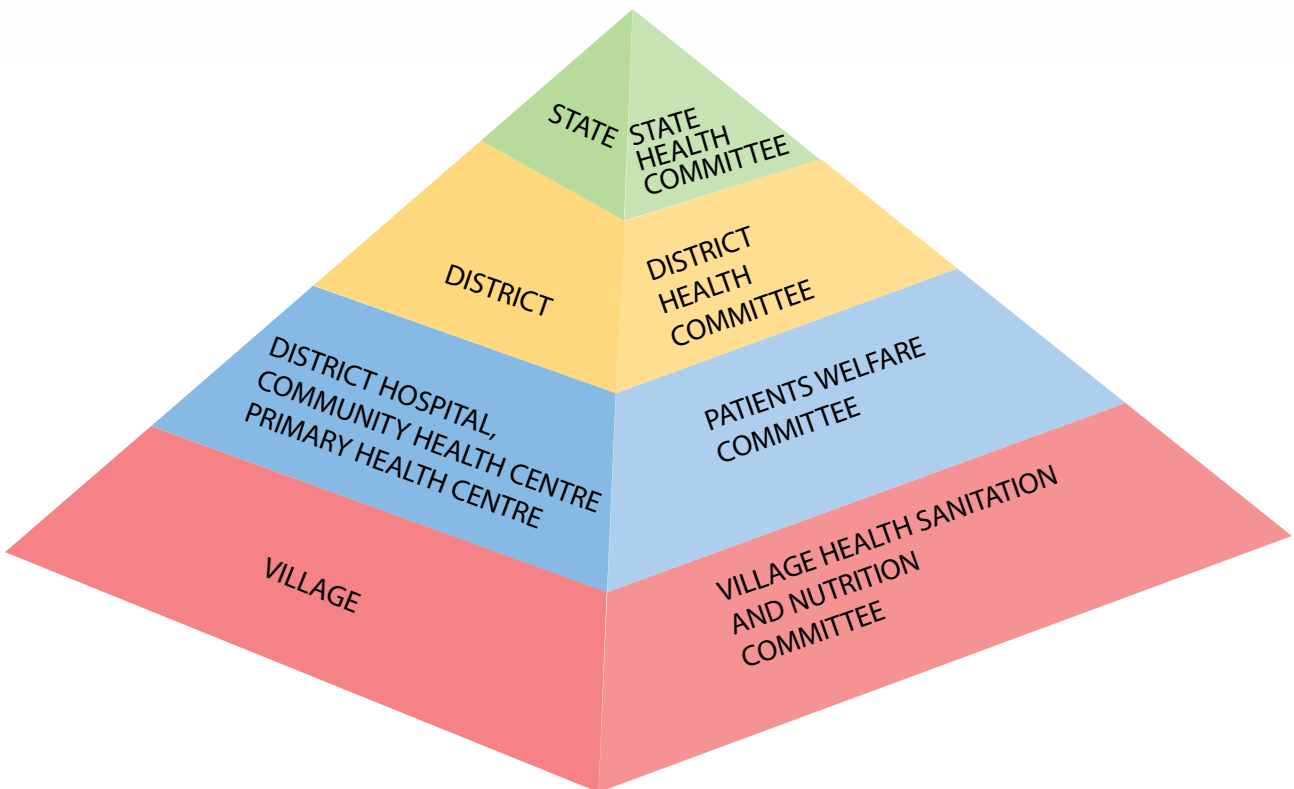 STATE
STATE
HEALTH
COMMITTEE
DISTRICT
DISTRICT
HEALTH
COMMITTEE
DISTRICT HOSPITAL,
COMMUNITY HEALTH CENTRE
PRIMARY HEALTH CENTRE
PATIENTS WELFARE
COMMITTEE
VILLAGE
VILLAGE HEALTH SANITATION
AND NUTRITION
COMMITTEE